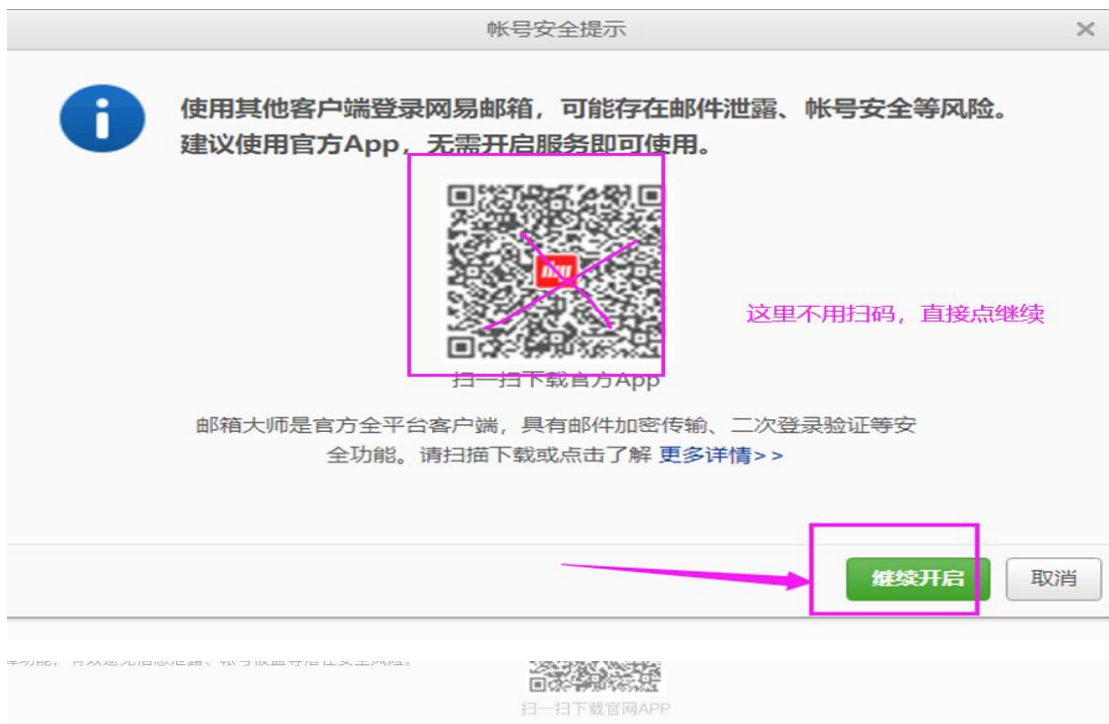 帐号安全提示
使用其他客户端登录网易邮箱，可能存在邮件泄露、帐号安全等风险。
建议使用官方App，无需开启服务即可使用。
这里不用扫码，直接点继续
扫一扫下载官方App
邮箱大师是官方全平台客户端，具有邮件加密传输、二次登录验证等安
全功能。请扫描下载或点击了解 更多详情>>
继续开启
取消
扫一扫下载官网APP